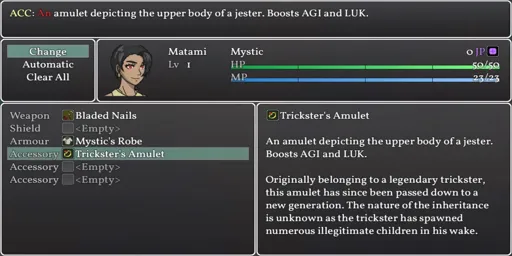 ACC: An amulet depicting the upper body of a jester. Boosts AGI and LUK.
Change
Automatic
Clear All
Matami Mystic 0 JP
Lv 1 HP 50/50
MP 23/23
Weapon Bladed Nails
Shield <Empty>
Armour Mystic's Robe
Accessory Trickster's Amulet
Accessory <Empty>
Accessory <Empty>
Trickster's Amulet
An amulet depicting the upper body of a jester.
Boosts AGI and LUK.
Originally belonging to a legendary trickster,
this amulet has since been passed down to a
new generation. The nature of the inheritance
is unknown as the trickster has spawned
numerous illegitimate children in his wake.